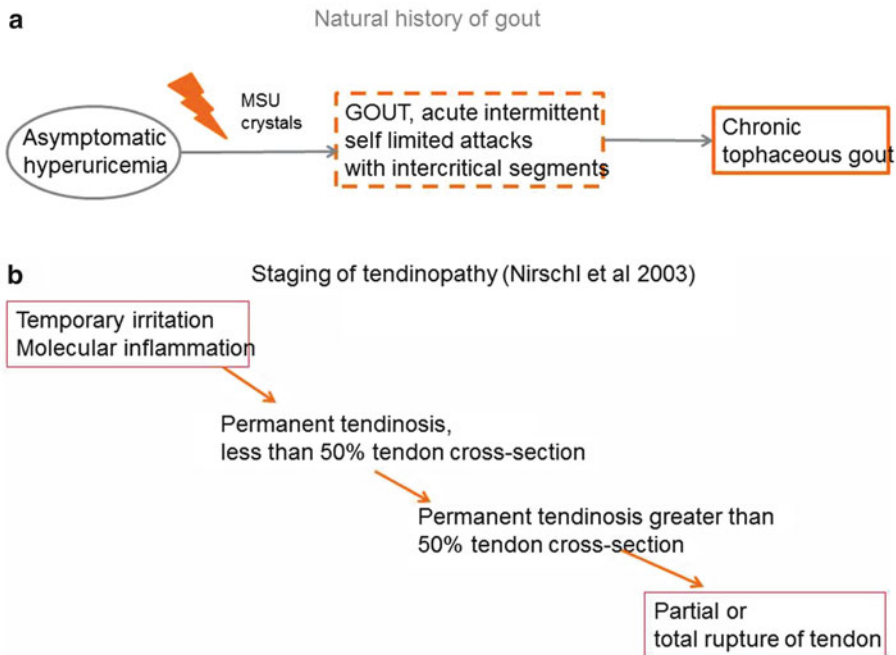 a
Natural history of gout
MSU
crystals
Asymptomatic
hyperuricemia
GOUT, acute intermittent
self limited attacks
with intercritical segments
Chronic
tophaceous gout
b
Staging of tendinopathy (Nirschl et al 2003)
Temporary irritation
Molecular inflammation
Permanent tendinosis,
less than 50% tendon cross-section
Permanent tendinosis greater than
50% tendon cross-section
Partial or
total rupture of tendon